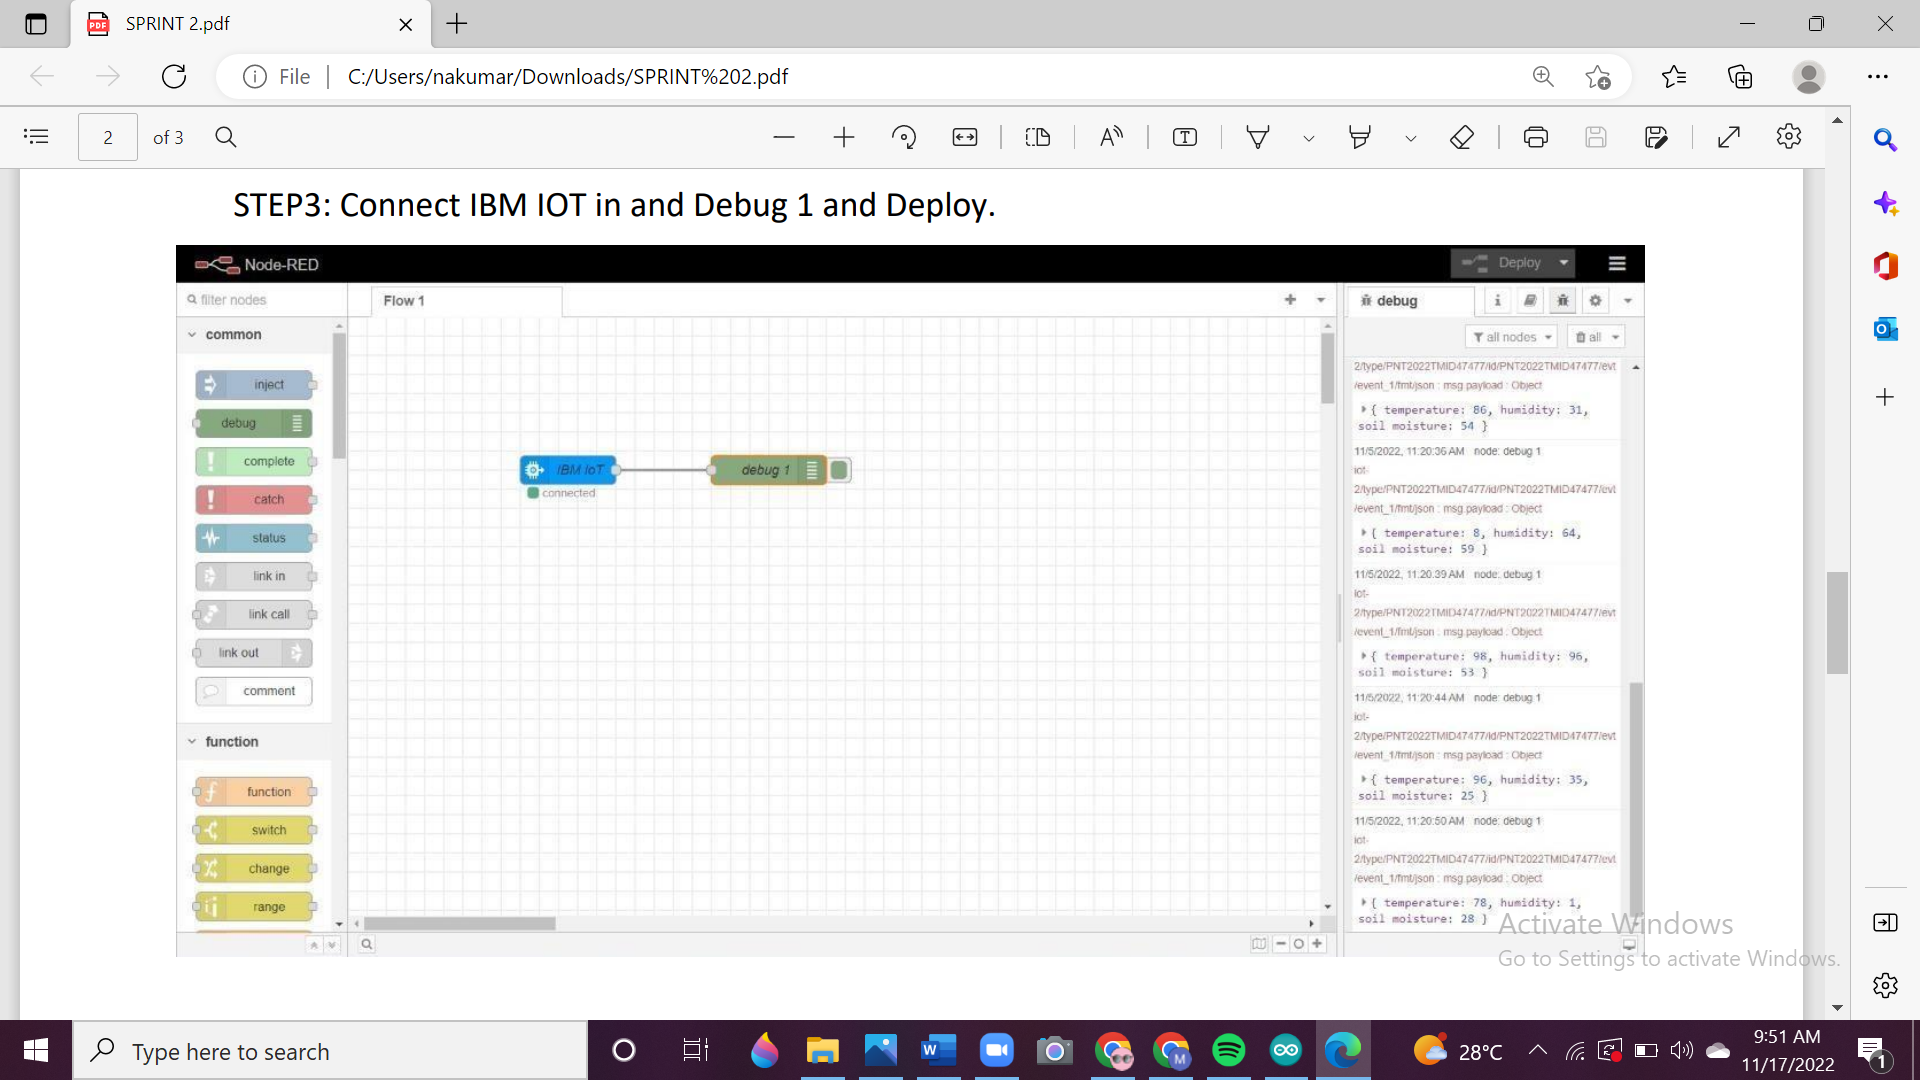 SPRINT 2.pdf
File
C:/Users/nakumar/Downloads/SPRINT%202.pdf
2 of 3
STEP3: Connect IBM IOT in and Debug 1 and Deploy.
Node-RED
Deploy
filter nodes
Flow 1
debug
common
all nodes
all
inject
debug
complete
catch
status
link in
link call
link out
comment
function
function
switch
change
range
IBM IoT
connected
debug 1
2/type/PNT2022TMID47477/id/PNT2022TMID47477/evt
/event_1/fmt/json : msg.payload : Object
{ temperature: 86, humidity: 31,
soil moisture: 54 }
11/5/2022, 11:20:36 AM node: debug 1
iot-
2/type/PNT2022TMID47477/id/PNT2022TMID47477/evt
/event_1/fmt/json : msg.payload : Object
{ temperature: 8, humidity: 64,
soil moisture: 59 }
11/5/2022, 11:20:39 AM node: debug 1
iot-
2/type/PNT2022TMID47477/id/PNT2022TMID47477/evt
/event_1/fmt/json : msg.payload : Object
{ temperature: 98, humidity: 96,
soil moisture: 53 }
11/5/2022, 11:20:44 AM node: debug 1
iot-
2/type/PNT2022TMID47477/id/PNT2022TMID47477/evt
/event_1/fmt/json : msg.payload : Object
{ temperature: 96, humidity: 35,
soil moisture: 25 }
11/5/2022, 11:20:50 AM node: debug 1
iot-
2/type/PNT2022TMID47477/id/PNT2022TMID47477/evt
/event_1/fmt/json : msg.payload : Object
{ temperature: 78, humidity: 1,
soil moisture: 28 }
Activate Windows
Go to Settings to activate Windows.
Type here to search
28°C
9:51 AM
11/17/2022
1